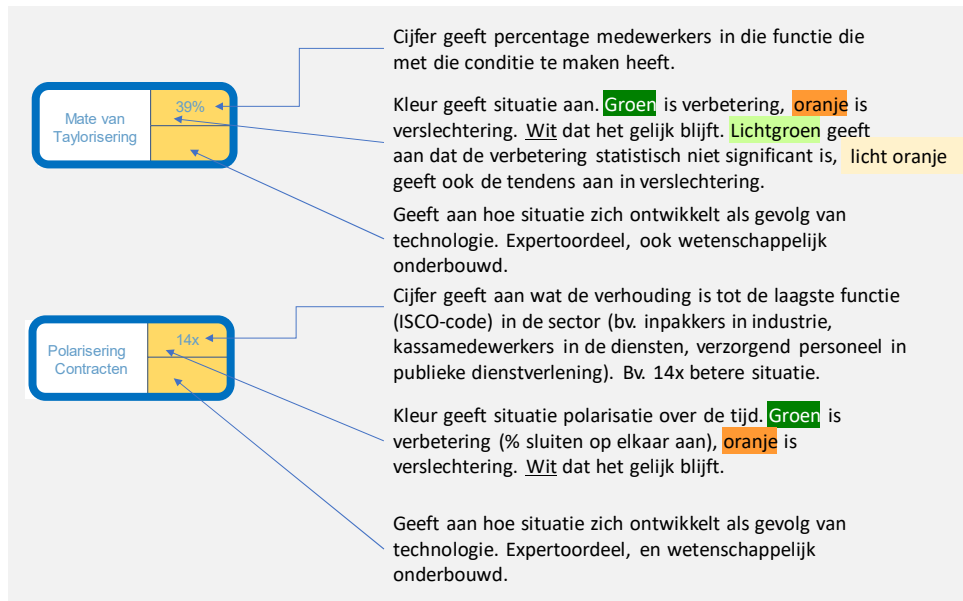 Cijfer geeft percentage medewerkers in die functie die
met die conditie te maken heeft.
Mate van
Taylorisering
39%
Kleur geeft situatie aan. Groen is verbetering, oranje is
verslechtering. Wit dat het gelijk blijft. Lichtgroen geeft
aan dat de verbetering statistisch niet significant is, licht oranje
geeft ook de tendens aan in verslechtering.
Geeft aan hoe situatie zich ontwikkelt als gevolg van
technologie. Expertoordeel, ook wetenschappelijk
onderbouwd.
Cijfer geeft aan wat de verhouding is tot de laagste functie
(ISCO-code) in de sector (bv. inpakkers in industrie,
kassamedewerkers in de diensten, verzorgend personeel in
publieke dienstverlening). Bv. 14x betere situatie.
Polarisering
Contracten
14x
Kleur geeft situatie polarisatie over de tijd. Groen is
verbetering (% sluiten op elkaar aan), oranje is
verslechtering. Wit dat het gelijk blijft.
Geeft aan hoe situatie zich ontwikkelt als gevolg van
technologie. Expertoordeel, en wetenschappelijk
onderbouwd.